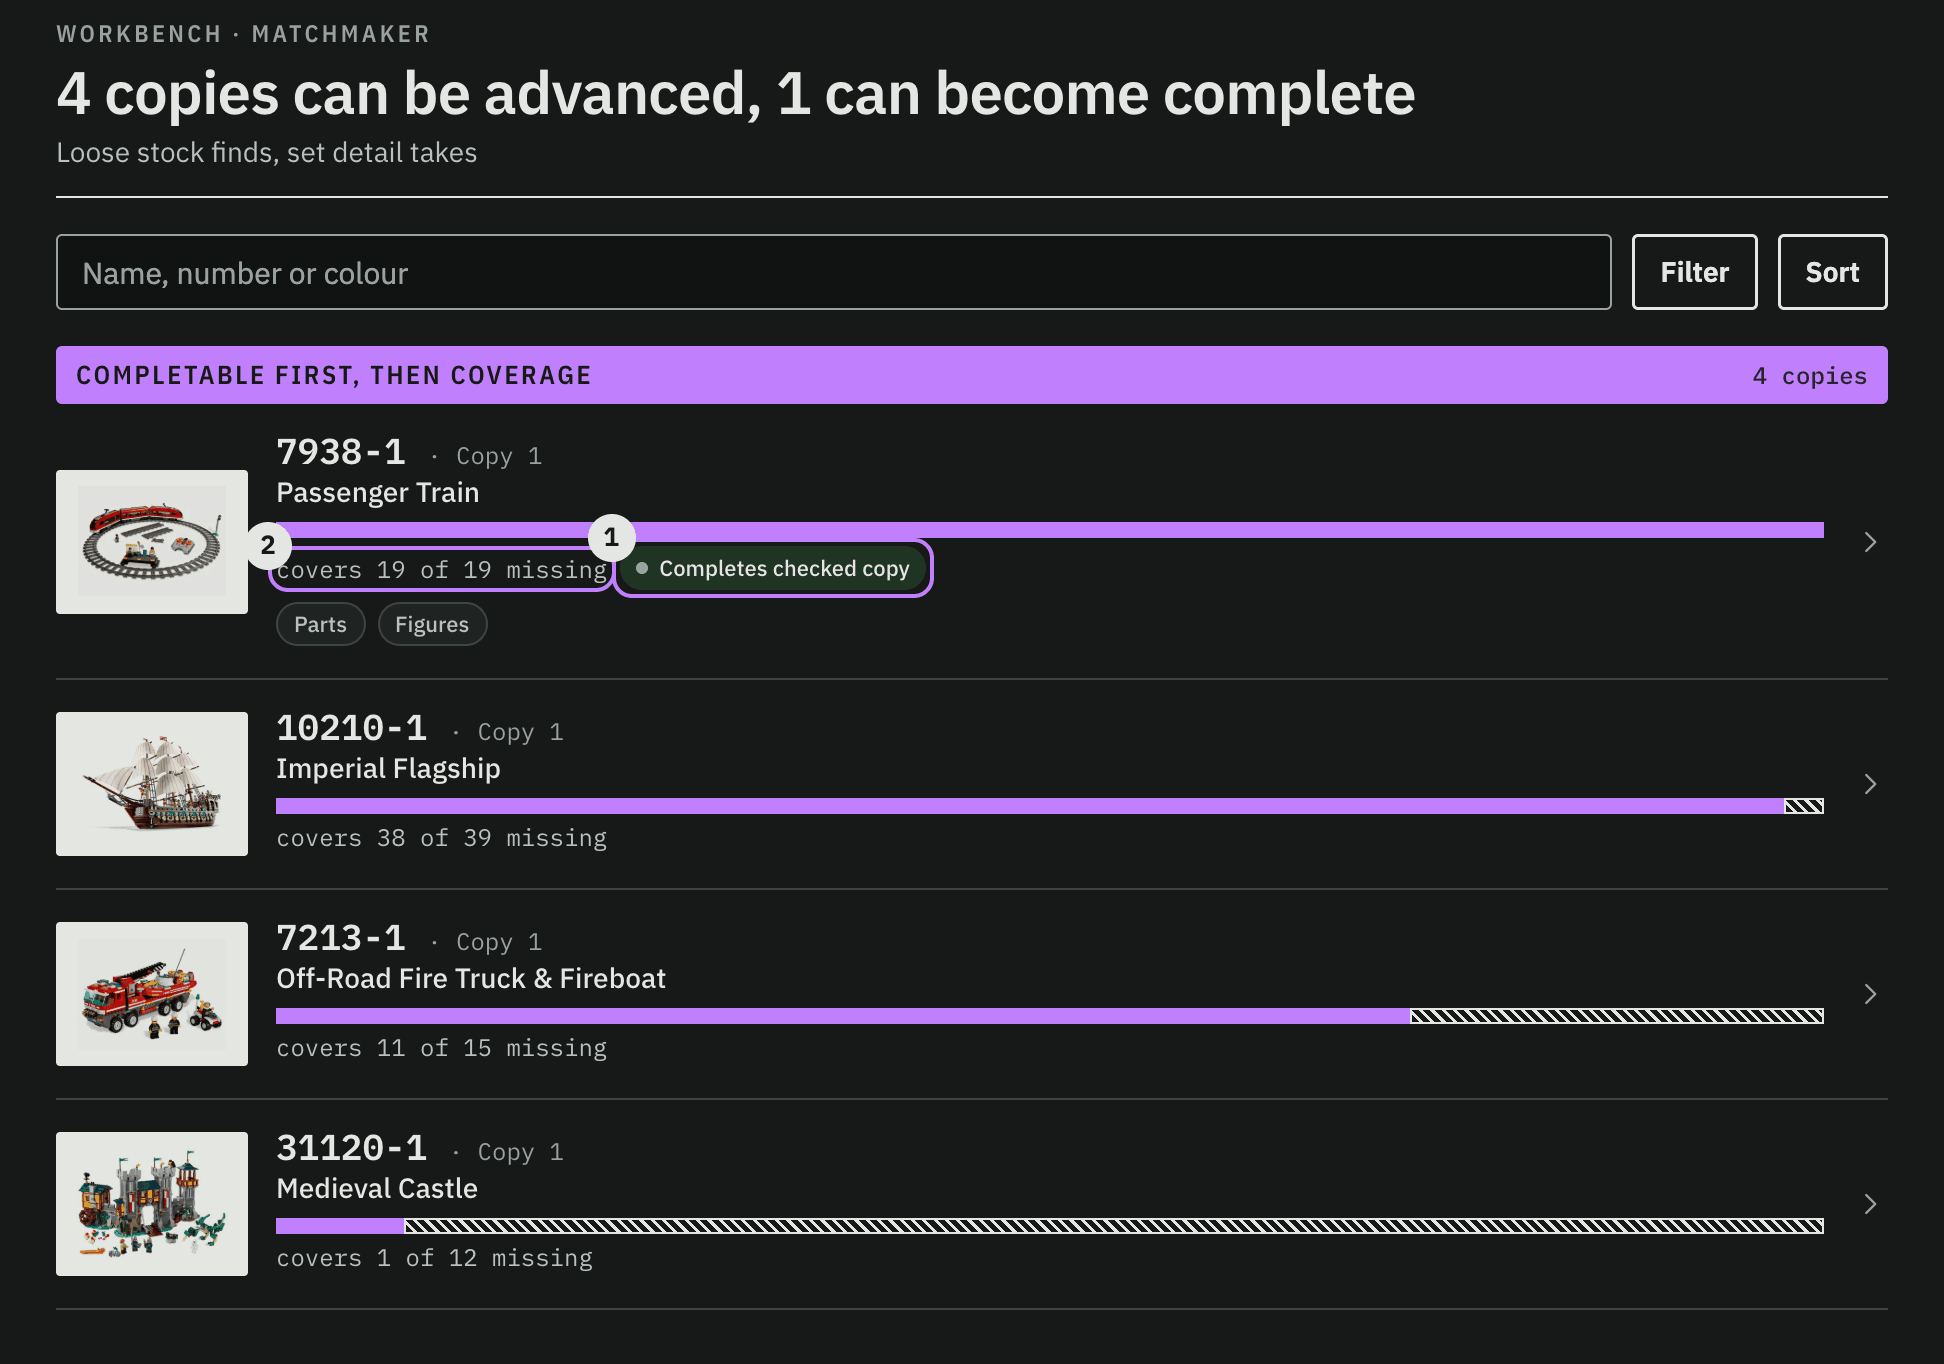 WORKBENCH · MATCHMAKER
4 copies can be advanced, 1 can become complete
Loose stock finds, set detail takes
Name, number or colour
Filter
Sort
COMPLETABLE FIRST, THEN COVERAGE
4 copies
7938-1 · Copy 1
Passenger Train
2
1
covers 19 of 19 missing
Completes checked copy
Parts
Figures
10210-1 · Copy 1
Imperial Flagship
covers 38 of 39 missing
7213-1 · Copy 1
Off-Road Fire Truck & Fireboat
covers 11 of 15 missing
31120-1 · Copy 1
Medieval Castle
covers 1 of 12 missing